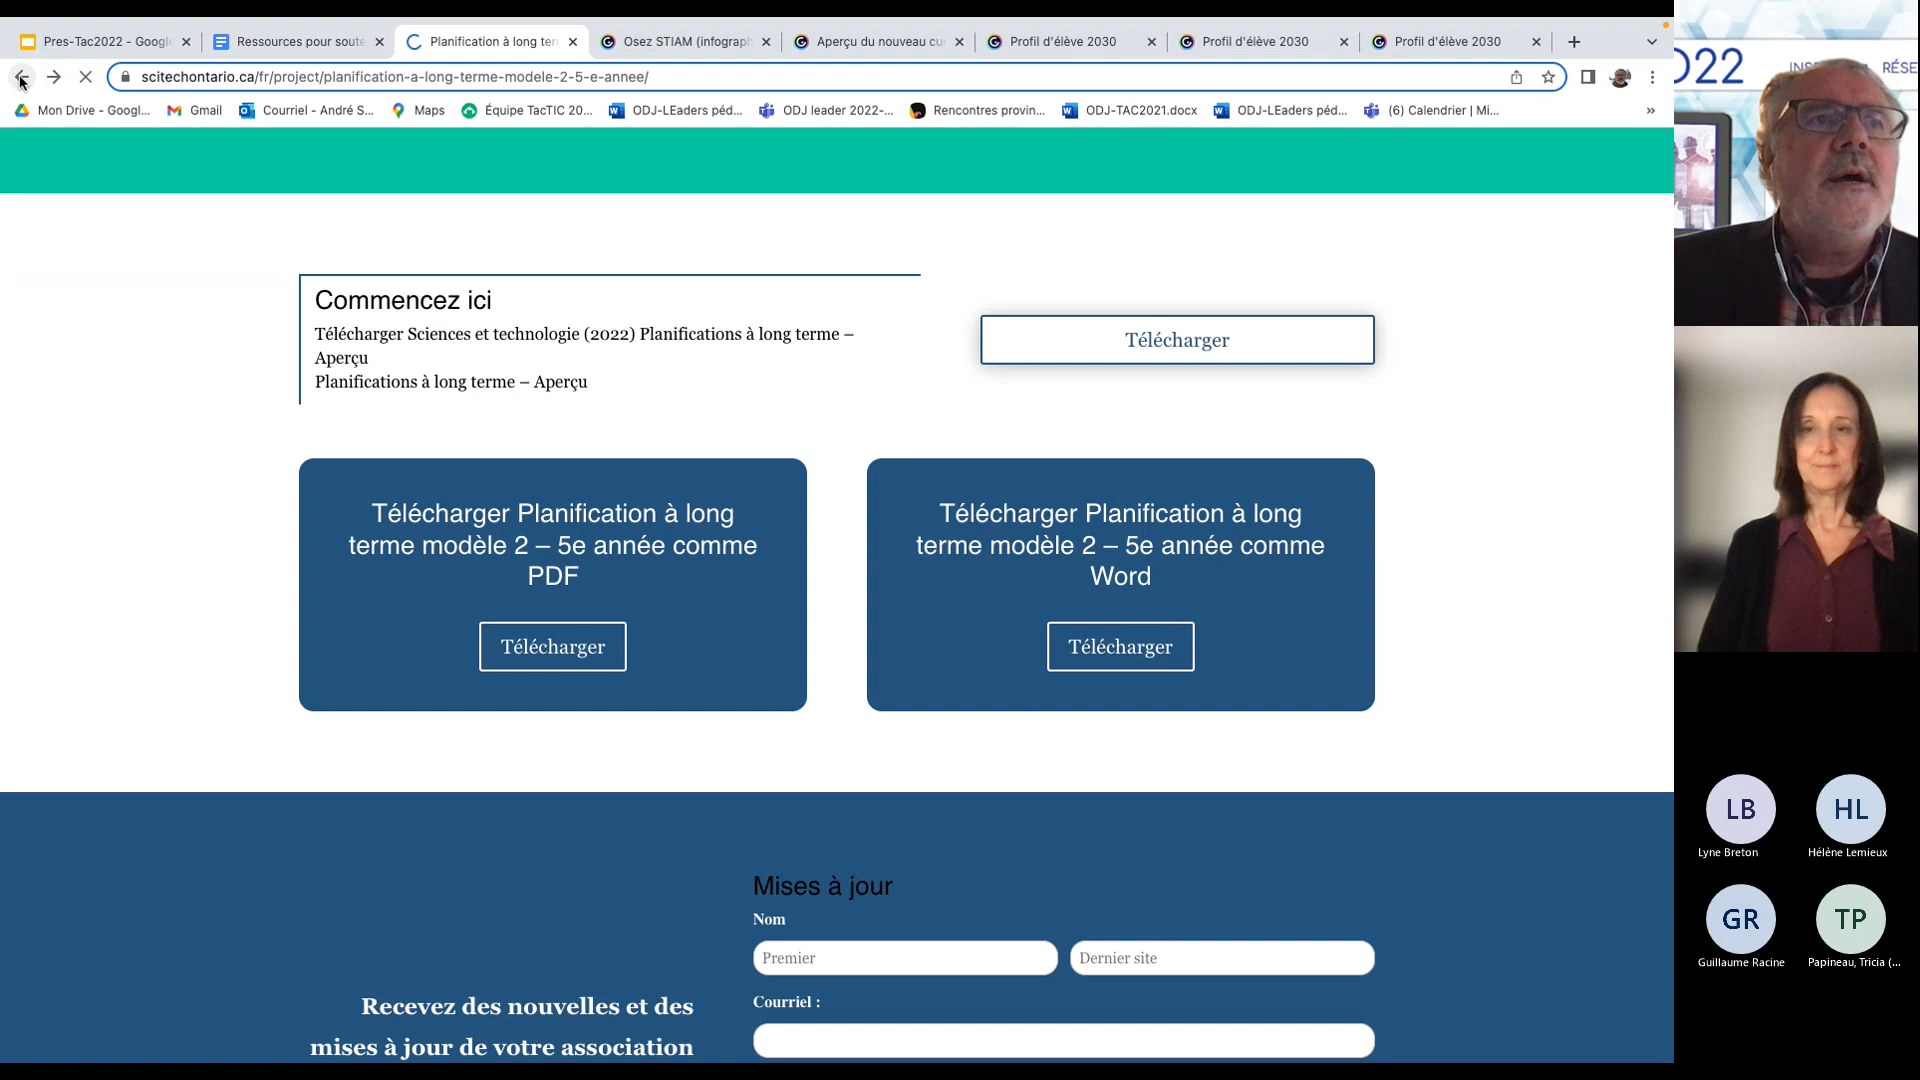 Pres-Tac2022 - Google
Ressources pour soute
Planification à long ter
Osez STIAM (infograph
Aperçu du nouveau cu
Profil d'élève 2030
Profil d'élève 2030
Profil d'élève 2030
scitechontario.ca/fr/project/planification-a-long-terme-modele-2-5-e-annee/
Mon Drive - Googl...
Gmail
Courriel - André S...
Maps
Équipe TacTIC 20...
ODJ-LEaders péd...
ODJ leader 2022-...
Rencontres provin...
ODJ-TAC2021.docx
ODJ-LEaders péd...
(6) Calendrier | Mi...
»
Commencez ici
Télécharger Sciences et technologie (2022) Planifications à long terme –
Aperçu
Planifications à long terme – Aperçu
Télécharger
Télécharger Planification à long
terme modèle 2 – 5e année comme
PDF
Télécharger
Télécharger Planification à long
terme modèle 2 – 5e année comme
Word
Télécharger
Mises à jour
Nom
Premier
Dernier site
Courriel :
Recevez des nouvelles et des
mises à jour de votre association
022
RÉSE
LB
Lyne Breton
HL
Hélène Lemieux
GR
Guillaume Racine
TP
Papineau, Tricia (...